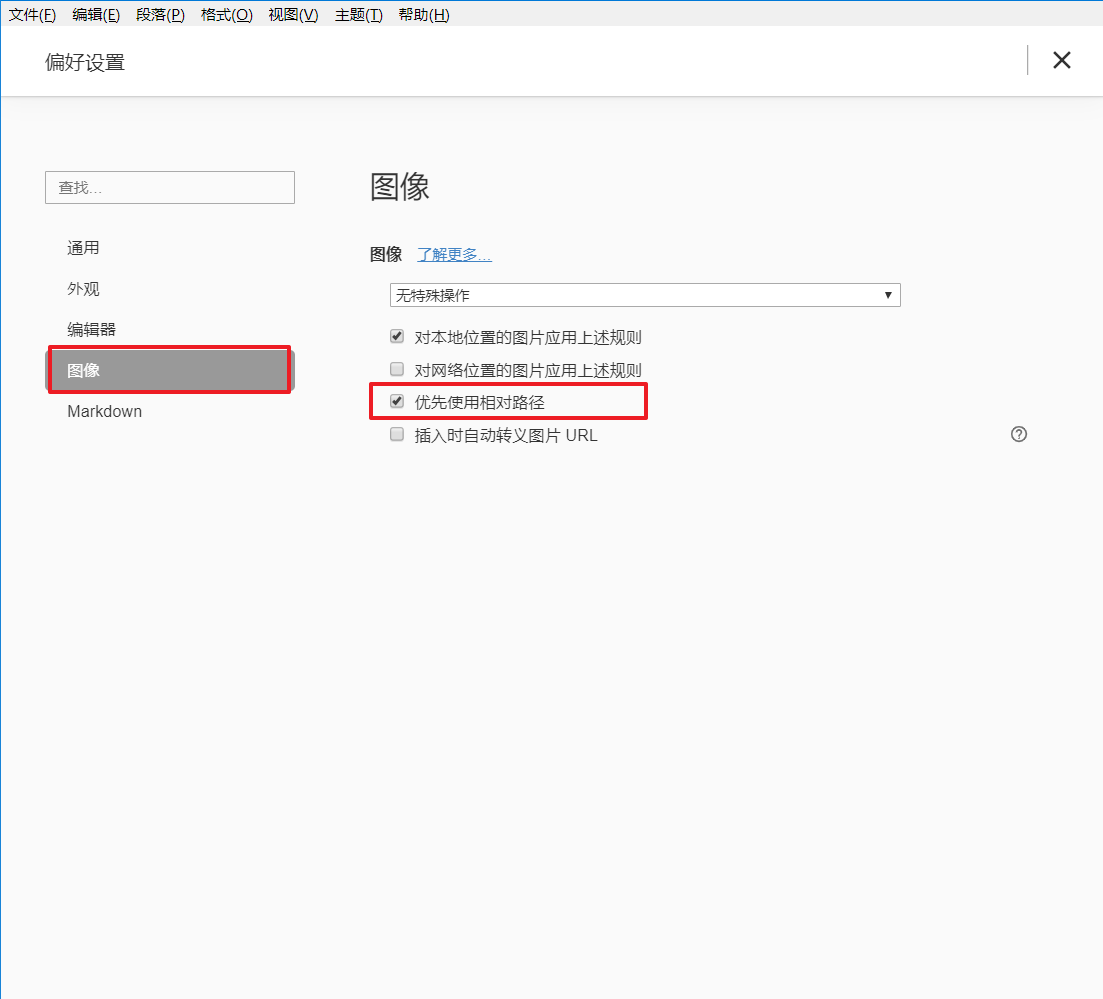 文件(F) 编辑(E) 段落(P) 格式(O) 视图(V) 主题(T) 帮助(H)
偏好设置
查找...
通用
外观
编辑器
图像
Markdown
图像
图像 了解更多...
无特殊操作
对本地位置的图片应用上述规则
对网络位置的图片应用上述规则
优先使用相对路径
插入时自动转义图片 URL